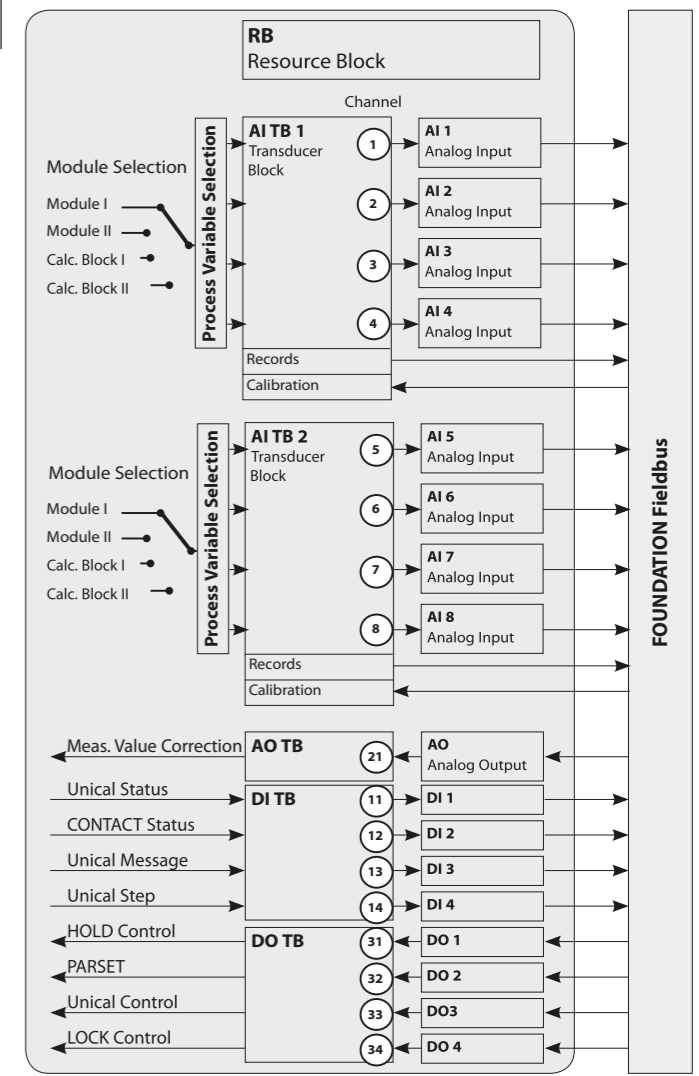 RB
Resource Block
Channel
AI TB 1
Transducer
Block
Module Selection
Module I
Module II
Calc. Block I
Calc. Block II
Process Variable Selection
1
AI 1
Analog Input
2
AI 2
Analog Input
3
AI 3
Analog Input
4
AI 4
Analog Input
Records
Calibration
AI TB 2
Transducer
Block
Module Selection
Module I
Module II
Calc. Block I
Calc. Block II
Process Variable Selection
5
AI 5
Analog Input
6
AI 6
Analog Input
7
AI 7
Analog Input
8
AI 8
Analog Input
Records
Calibration
FOUNDATION Fieldbus
Meas. Value Correction
AO TB
21
AO
Analog Output
Unical Status
DI TB
11
DI 1
CONTACT Status
12
DI 2
Unical Message
13
DI 3
Unical Step
14
DI 4
HOLD Control
DO TB
31
DO 1
PARSET
32
DO 2
Unical Control
33
DO3
LOCK Control
34
DO 4